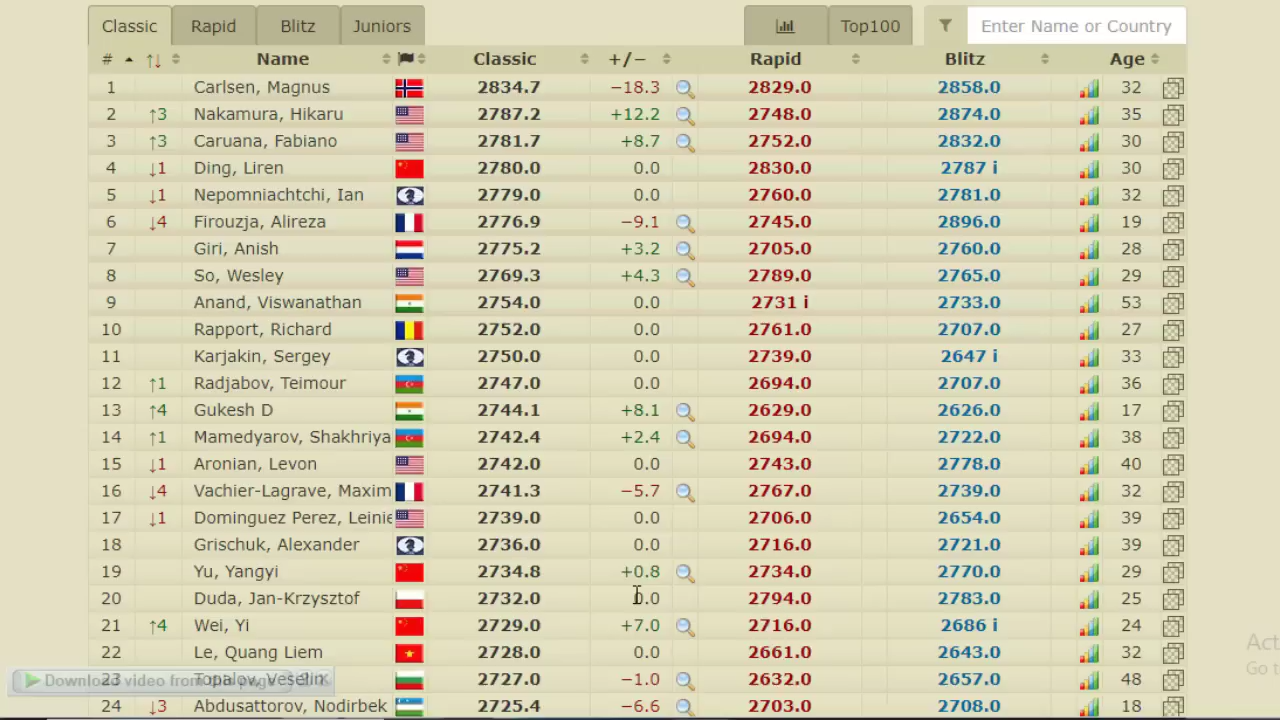 Classic Rapid Blitz Juniors Top100 Enter Name or Country
# ↑↓ Name Classic +/− Rapid Blitz Age
1 Carlsen, Magnus 2834.7 −18.3 2829.0 2858.0 32
2 ↑3 Nakamura, Hikaru 2787.2 +12.2 2748.0 2874.0 35
3 ↑3 Caruana, Fabiano 2781.7 +8.7 2752.0 2832.0 30
4 ↓1 Ding, Liren 2780.0 0.0 2830.0 2787 i 30
5 ↓1 Nepomniachtchi, Ian 2779.0 0.0 2760.0 2781.0 32
6 ↓4 Firouzja, Alireza 2776.9 −9.1 2745.0 2896.0 19
7 Giri, Anish 2775.2 +3.2 2705.0 2760.0 28
8 So, Wesley 2769.3 +4.3 2789.0 2765.0 29
9 Anand, Viswanathan 2754.0 0.0 2731 i 2733.0 53
10 Rapport, Richard 2752.0 0.0 2761.0 2707.0 27
11 Karjakin, Sergey 2750.0 0.0 2739.0 2647 i 33
12 ↑1 Radjabov, Teimour 2747.0 0.0 2694.0 2707.0 36
13 ↑4 Gukesh D 2744.1 +8.1 2629.0 2626.0 17
14 ↑1 Mamedyarov, Shakhriya 2742.4 +2.4 2694.0 2722.0 38
15 ↓1 Aronian, Levon 2742.0 0.0 2743.0 2778.0 40
16 ↓4 Vachier-Lagrave, Maxim 2741.3 −5.7 2767.0 2739.0 32
17 ↓1 Dominguez Perez, Leinie 2739.0 0.0 2706.0 2654.0 39
18 Grischuk, Alexander 2736.0 0.0 2716.0 2721.0 39
19 Yu, Yangyi 2734.8 +0.8 2734.0 2770.0 29
20 Duda, Jan-Krzysztof 2732.0 0.0 2794.0 2783.0 25
21 ↑4 Wei, Yi 2729.0 +7.0 2716.0 2686 i 24
22 Le, Quang Liem 2728.0 0.0 2661.0 2643.0 32
23 Topalov, Veselin 2727.0 −1.0 2632.0 2657.0 48
Download video from this page
24 ↓3 Abdusattorov, Nodirbek 2725.4 −6.6 2703.0 2708.0 18
Act
Go t